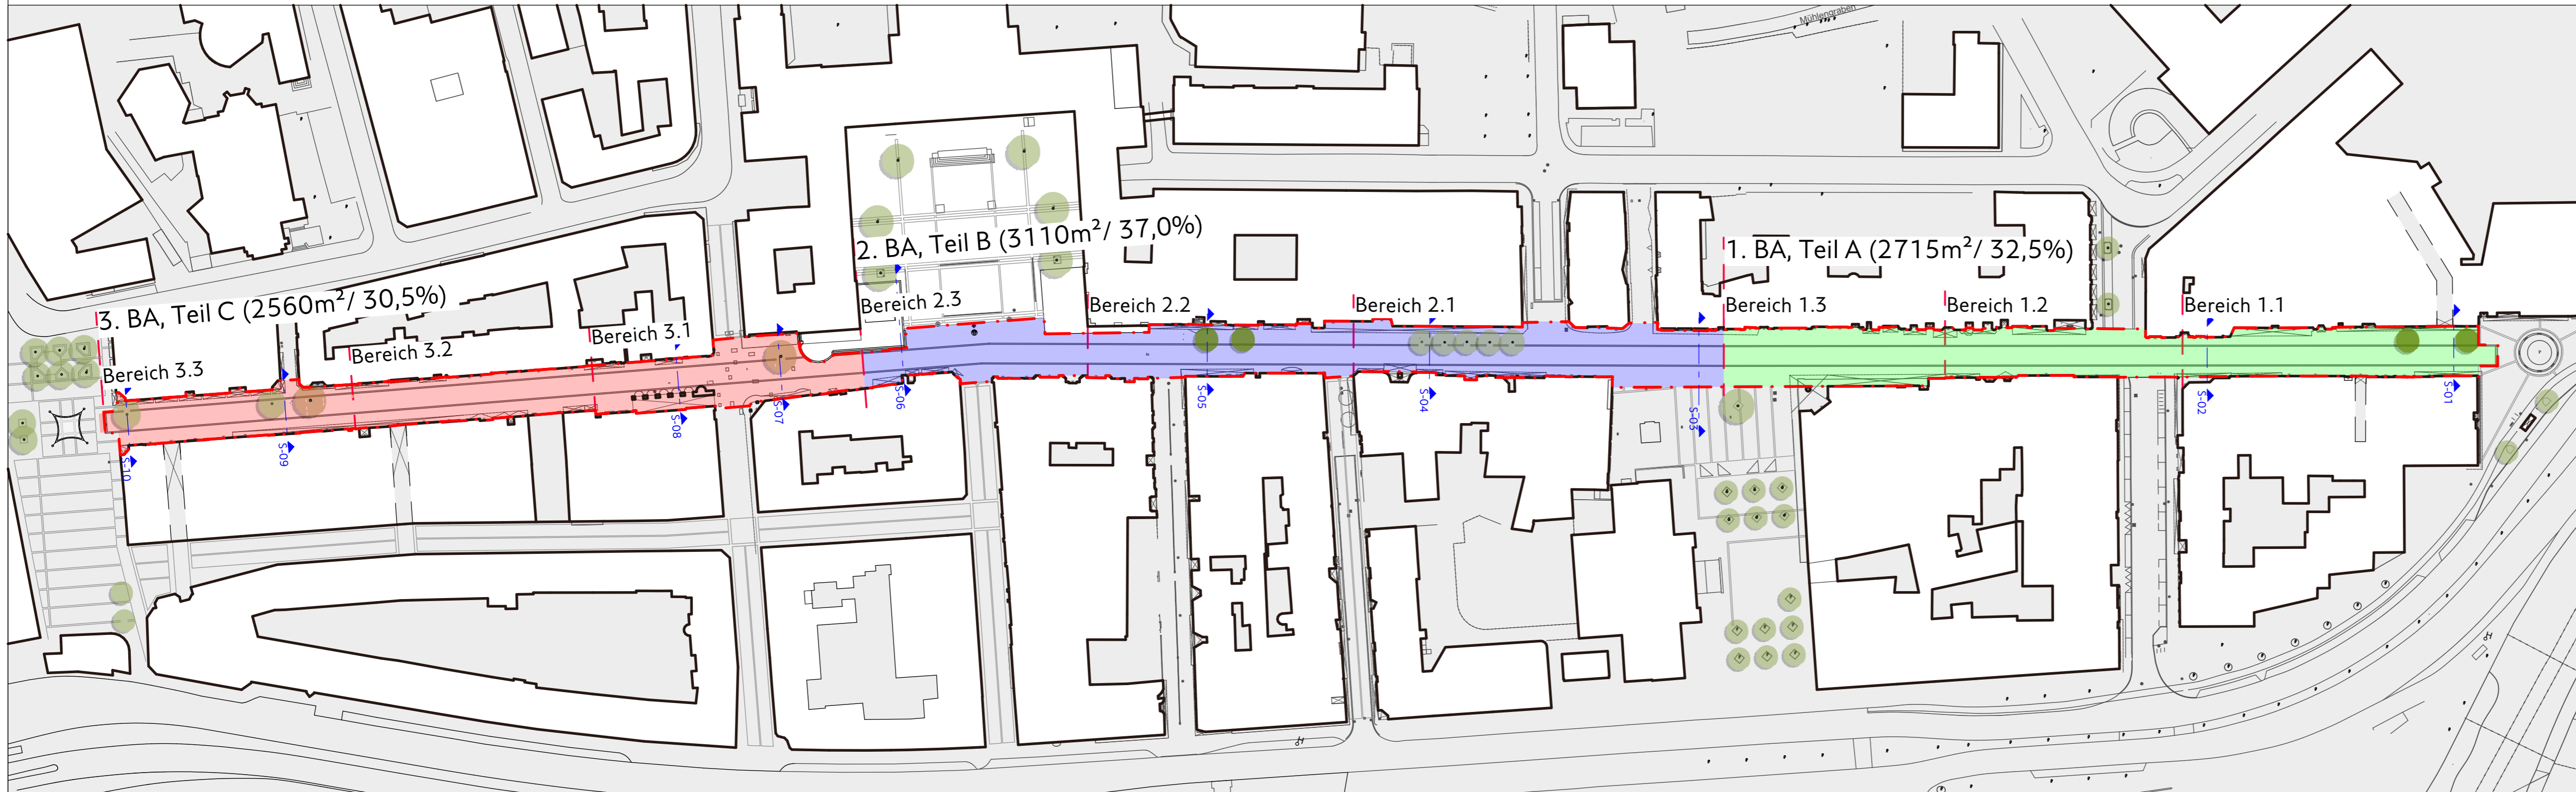 Mühlengraben
2. BA, Teil B (3110m²/ 37,0%)
1. BA, Teil A (2715m²/ 32,5%)
3. BA, Teil C (2560m²/ 30,5%)
Bereich 3.3
Bereich 3.2
Bereich 3.1
Bereich 2.3
Bereich 2.2
Bereich 2.1
Bereich 1.3
Bereich 1.2
Bereich 1.1
S-10
S-09
S-08
S-07
S-06
S-05
S-04
S-03
S-02
S-01
H
H